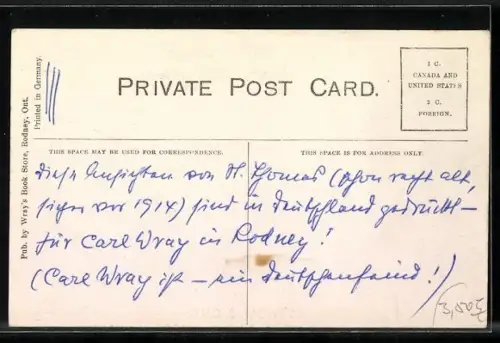 Pub. by Wray's Book Store, Rodney, Ont.
Printed in Germany.
PRIVATE POST CARD.
1 C.
CANADA AND
UNITED STATES
2 C.
FOREIGN.
THIS SPACE MAY BE USED FOR CORRESPONDENCE.
THIS SPACE IS FOR ADDRESS ONLY.
diese Ansichten von St. Thomas (schon recht alt,
sicher vor 1914) sind in Deutschland gedruckt –
für Carl Wray in Rodney!
(Carl Wray ist – ein Deutschenfeind!)
3,50